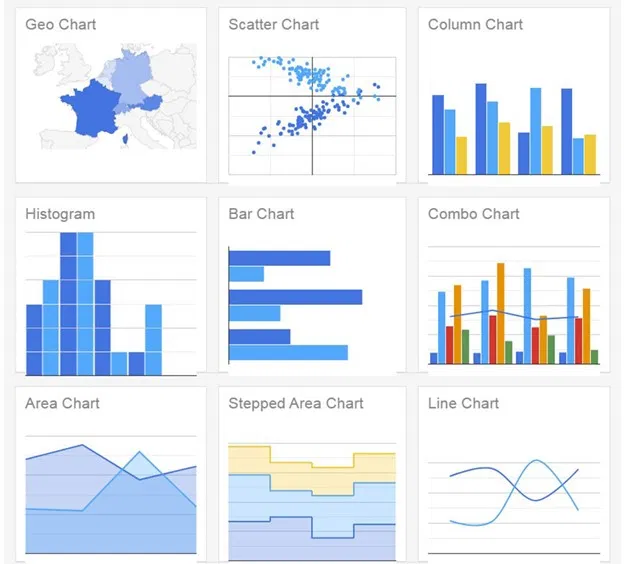 Geo Chart
Scatter Chart
Column Chart
Histogram
Bar Chart
Combo Chart
Area Chart
Stepped Area Chart
Line Chart